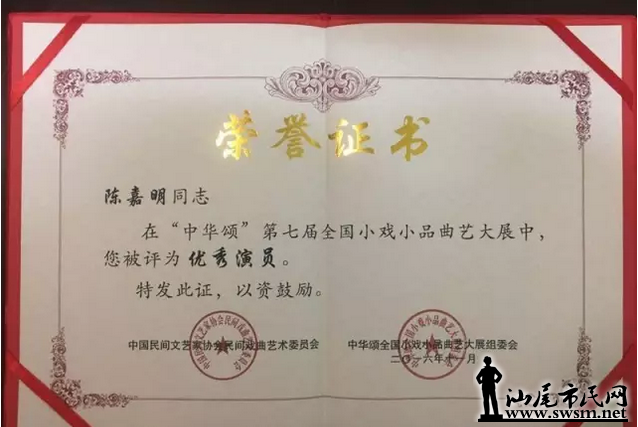 荣誉证书
陈嘉明同志
在“中华颂”第七届全国小戏小品曲艺大展中，
您被评为优秀演员。
特发此证，以资鼓励。
中国民间文艺家协会民间戏曲艺术委员会
中华颂全国小戏小品曲艺大展组委会
二〇一六年十一月
汕尾市民网
www.swsm.net